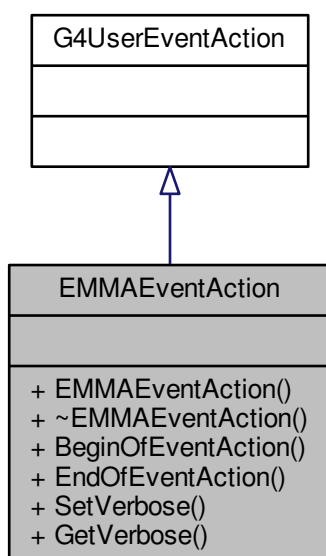 G4UserEventAction
EMMAEventAction
+ EMMAEventAction()
+ ~EMMAEventAction()
+ BeginOfEventAction()
+ EndOfEventAction()
+ SetVerbose()
+ GetVerbose()